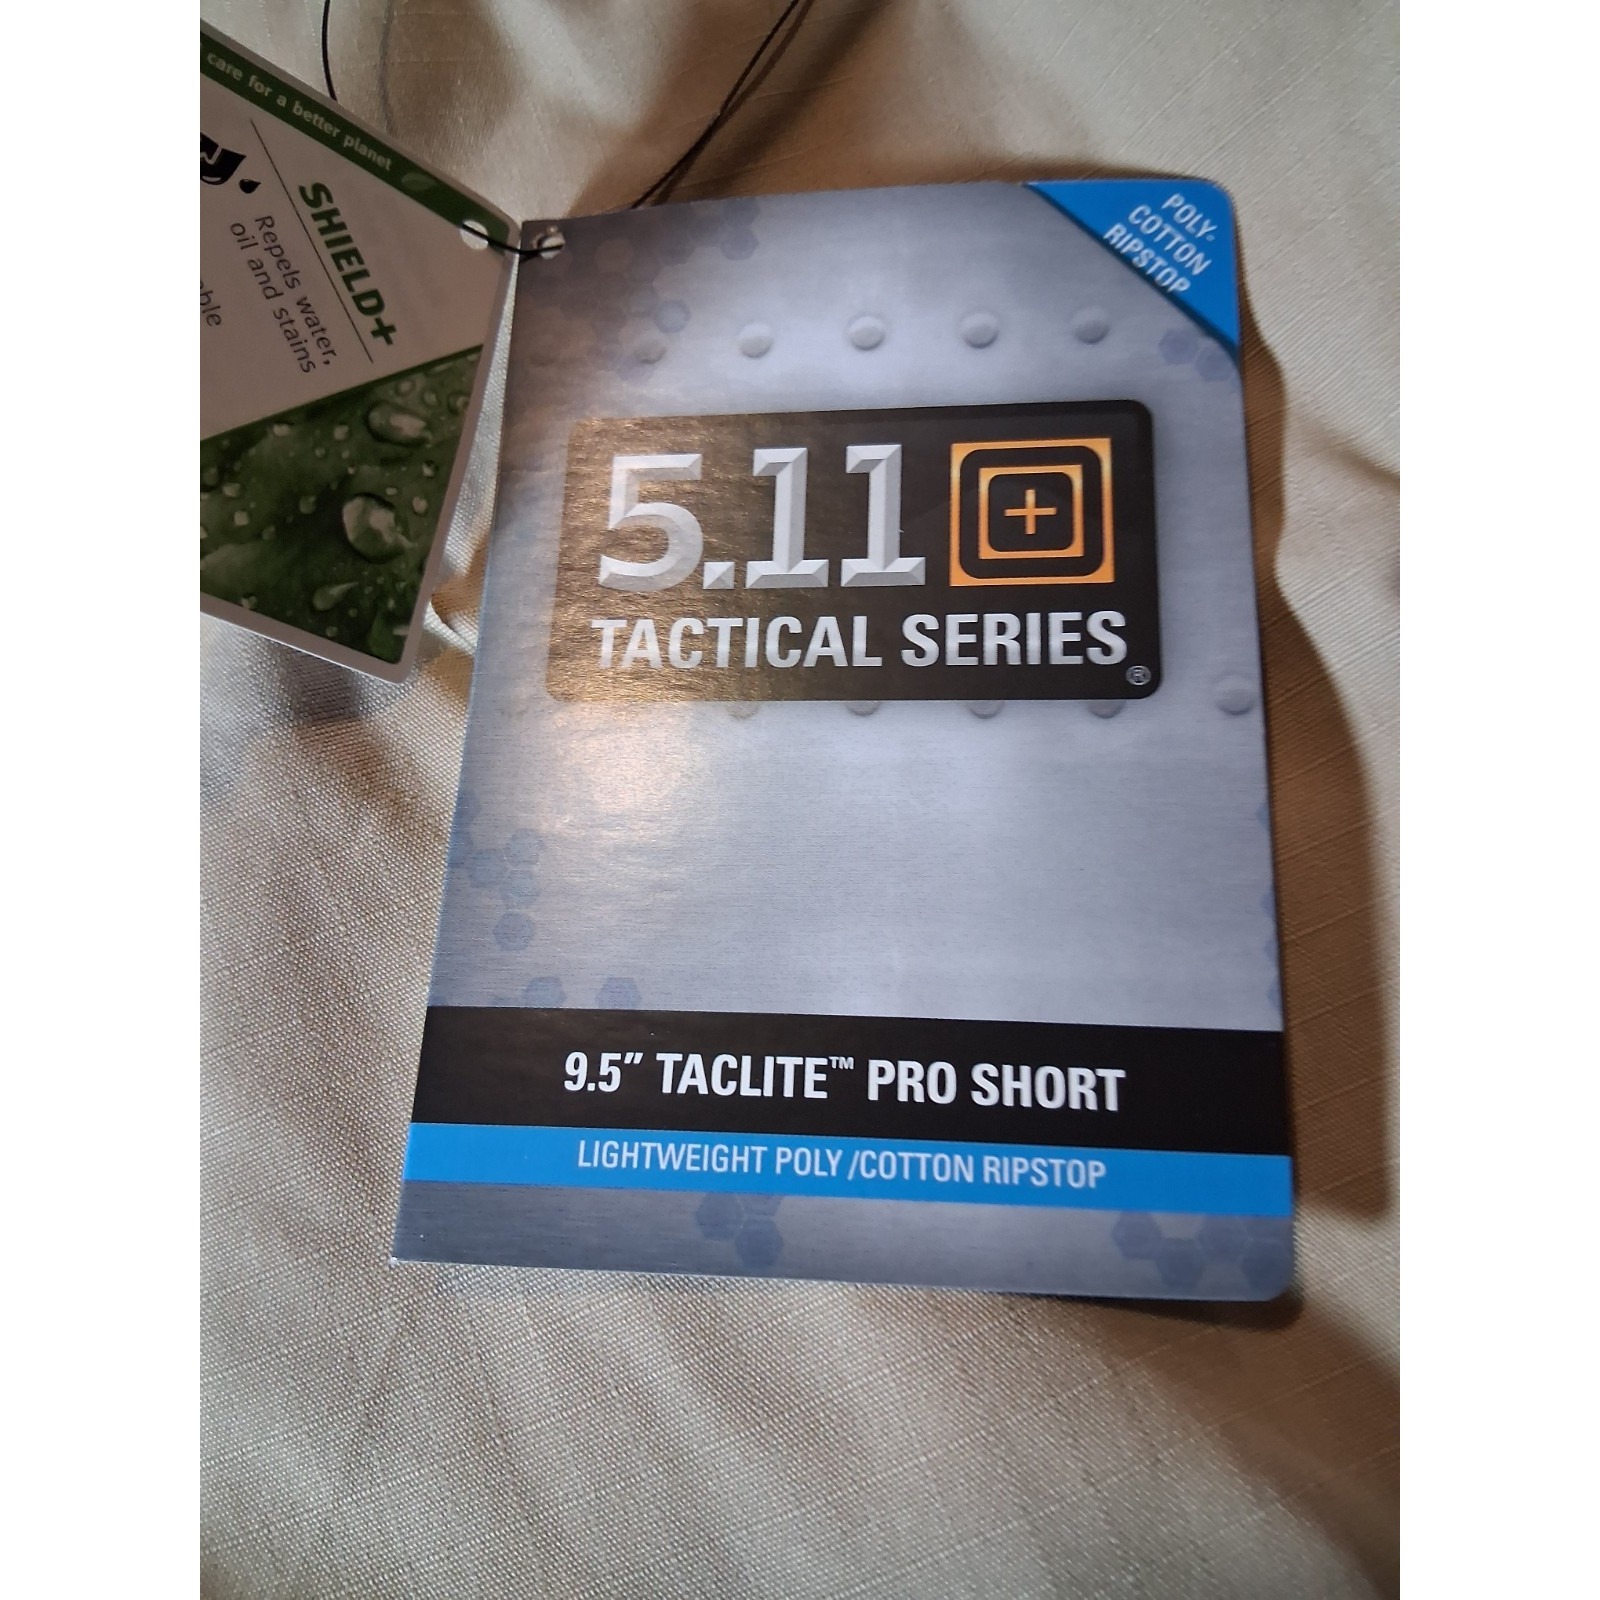 care for a better planet
SHIELD+
Repels water,
oil and stains
POLY-
COTTON
RIPSTOP
5.11
TACTICAL SERIES®
9.5" TACLITE™ PRO SHORT
LIGHTWEIGHT POLY/COTTON RIPSTOP